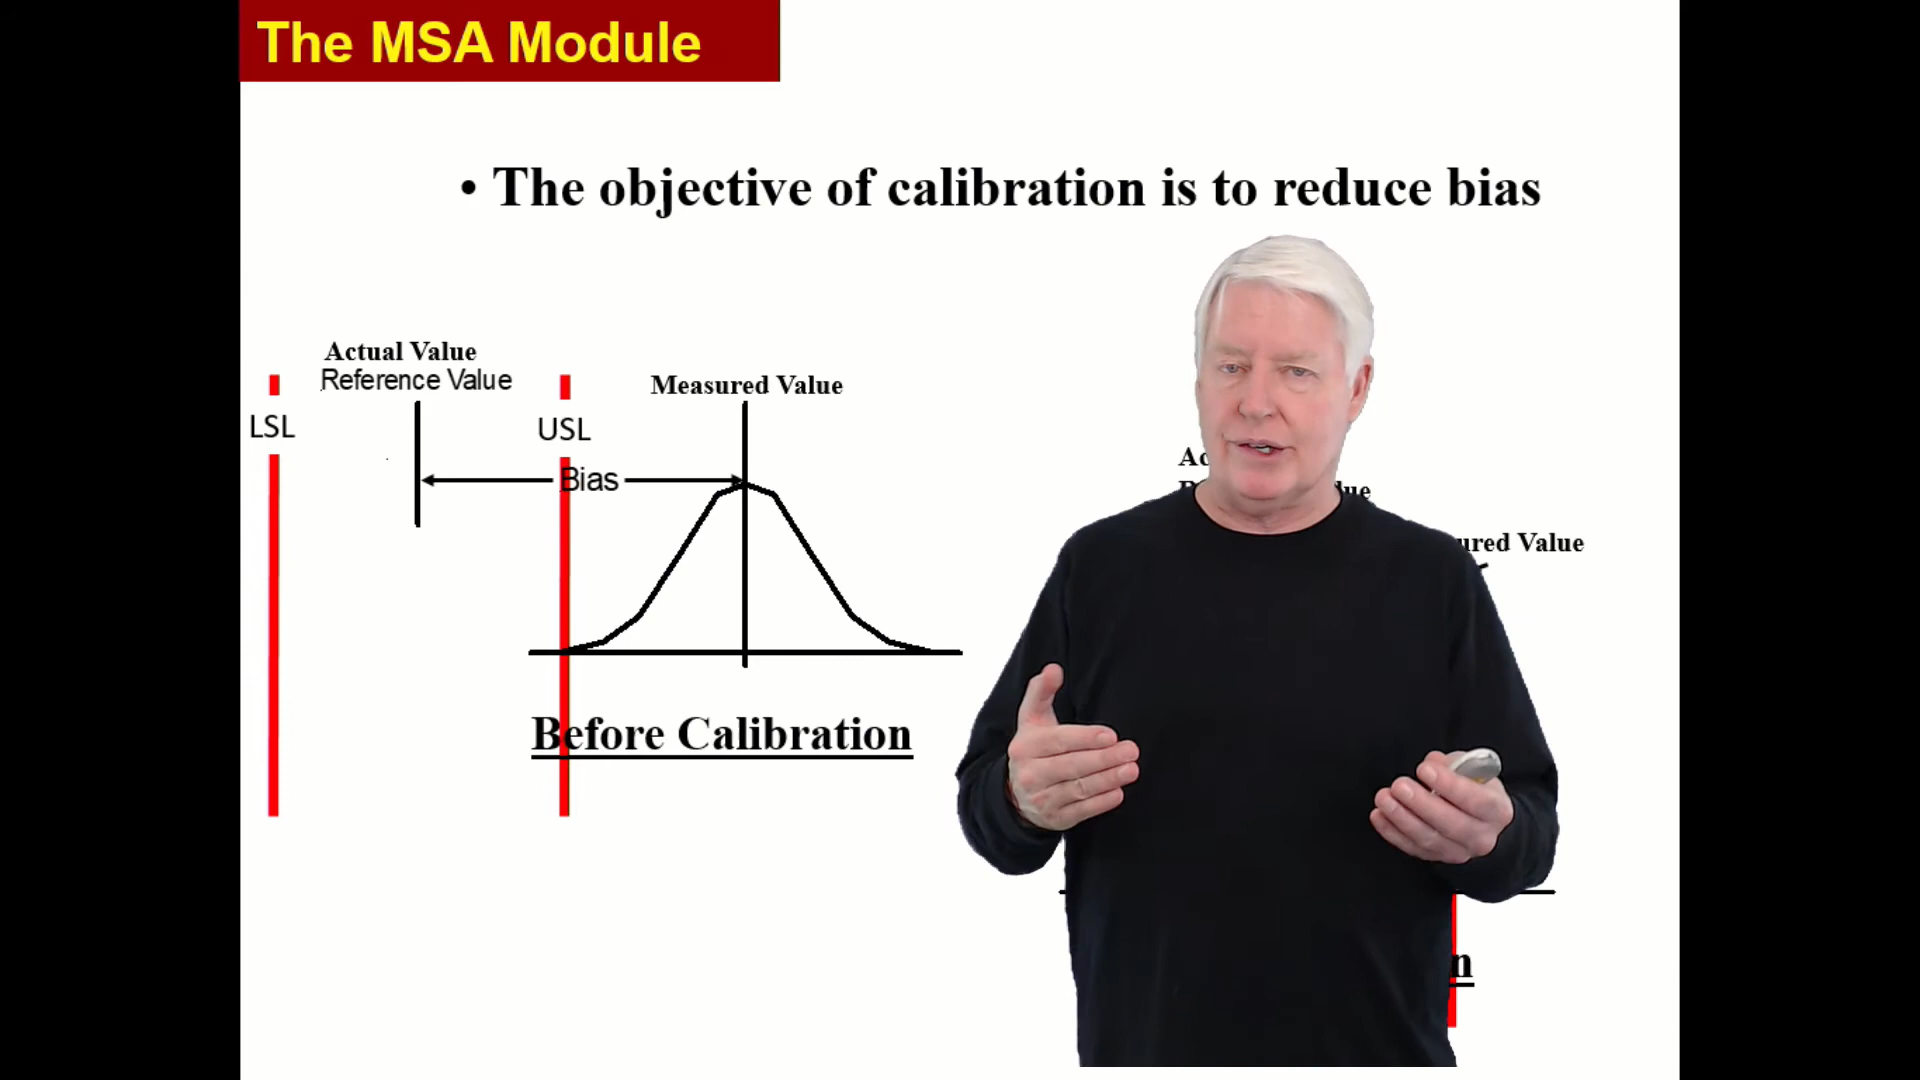 The MSA Module
• The objective of calibration is to reduce bias
Actual Value
Reference Value
Measured Value
LSL
USL
Bias
Before Calibration